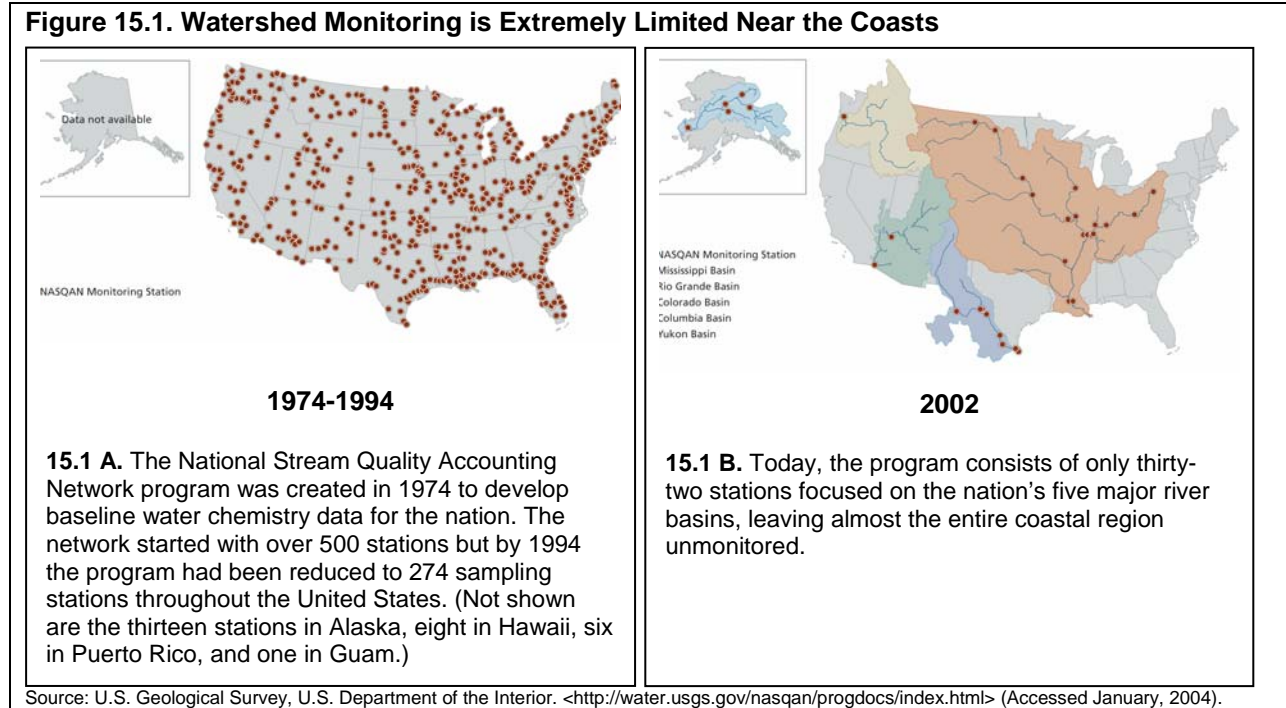 Figure 15.1. Watershed Monitoring is Extremely Limited Near the Coasts
Data not available
NASQAN Monitoring Station
1974-1994
15.1 A. The National Stream Quality Accounting
Network program was created in 1974 to develop
baseline water chemistry data for the nation. The
network started with over 500 stations but by 1994
the program had been reduced to 274 sampling
stations throughout the United States. (Not shown
are the thirteen stations in Alaska, eight in Hawaii, six
in Puerto Rico, and one in Guam.)
NASQAN Monitoring Station
Mississippi Basin
Rio Grande Basin
Colorado Basin
Columbia Basin
Yukon Basin
2002
15.1 B. Today, the program consists of only thirty-
two stations focused on the nation's five major river
basins, leaving almost the entire coastal region
unmonitored.
Source: U.S. Geological Survey, U.S. Department of the Interior. <http://water.usgs.gov/nasqan/progdocs/index.html> (Accessed January, 2004).